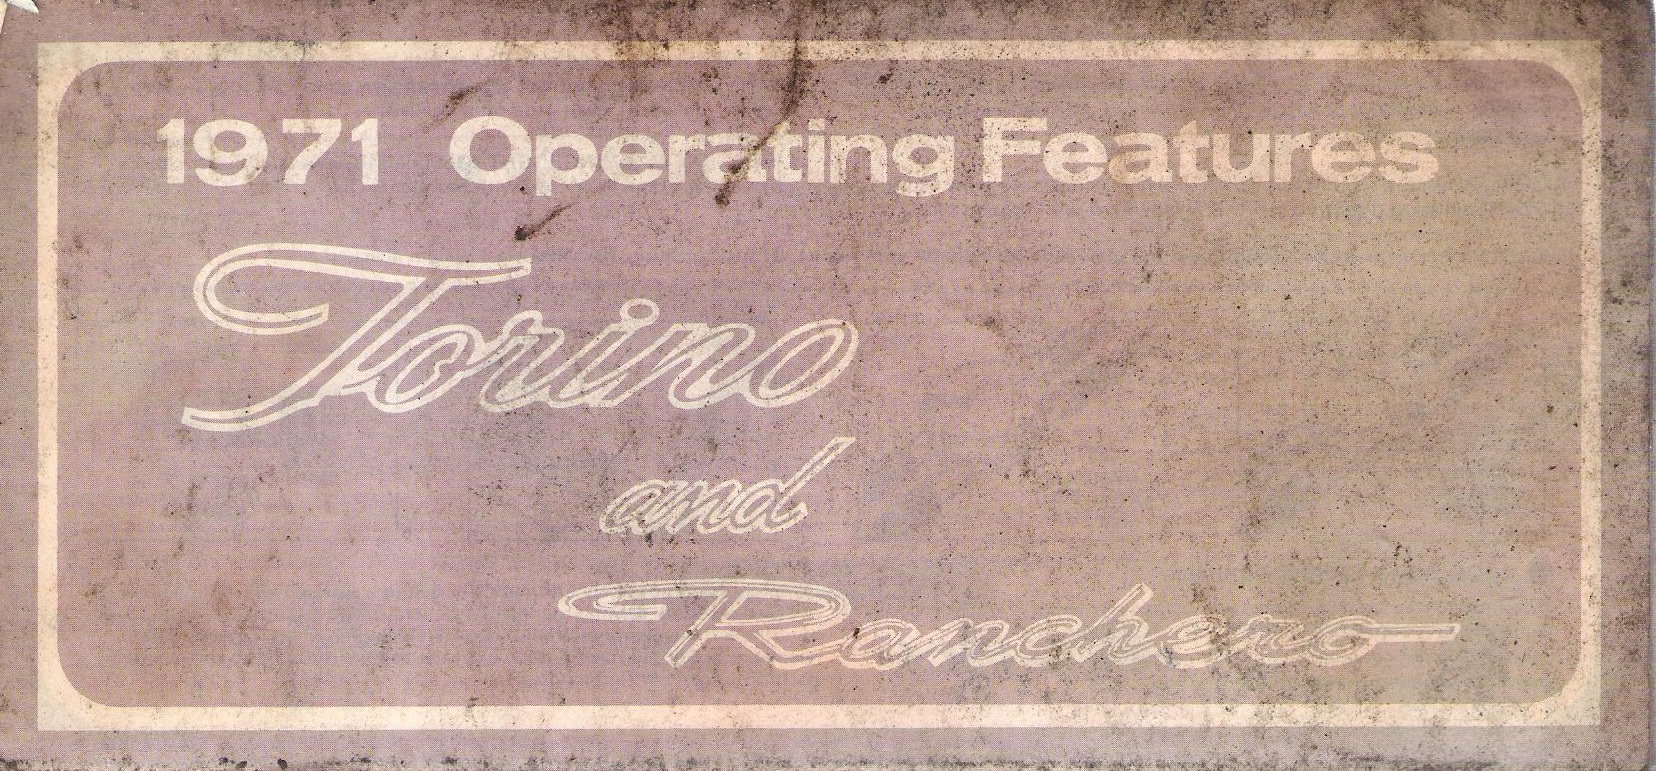 1971 Operating Features
Torino
and
Ranchero